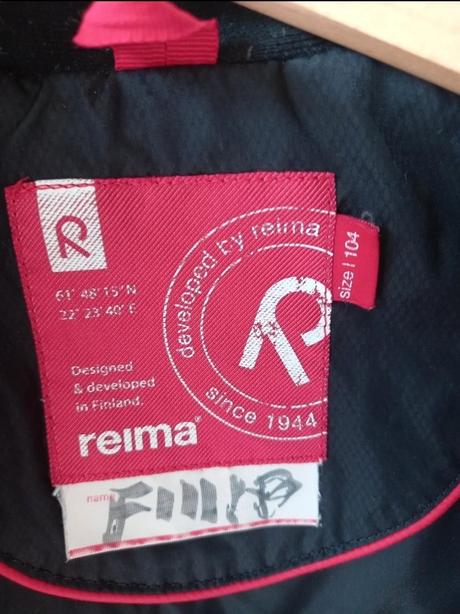 developed by reima
since 1944
size | 104
61° 48' 15" N
22° 23' 40" E
Designed
& developed
in Finland.
reima®
name